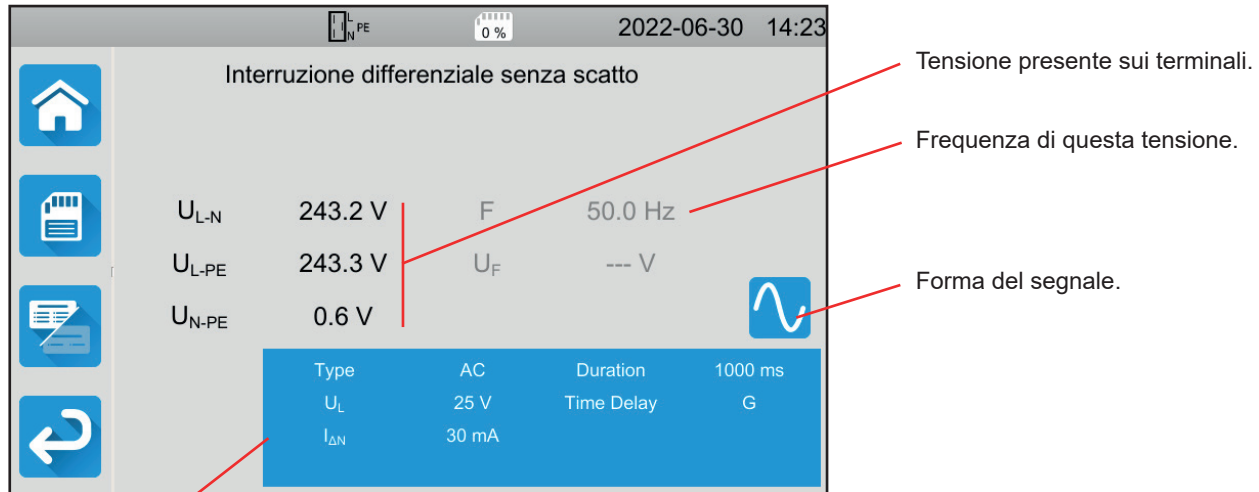 L
N PE
0 %
2022-06-30 14:23
Interruzione differenziale senza scatto
Tensione presente sui terminali.
Frequenza di questa tensione.
UL-N 243.2 V F 50.0 Hz
UL-PE 243.3 V UF --- V
UN-PE 0.6 V
Forma del segnale.
Type AC Duration 1000 ms
UL 25 V Time Delay G
IΔN 30 mA